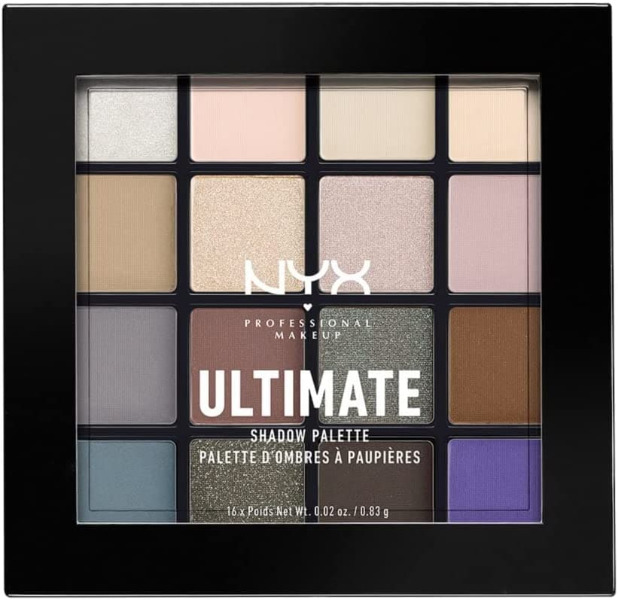 NYX
PROFESSIONAL
MAKEUP
ULTIMATE
SHADOW PALETTE
PALETTE D'OMBRES À PAUPIÈRES
16 x Poids Net Wt. 0.02 oz. / 0.83 g